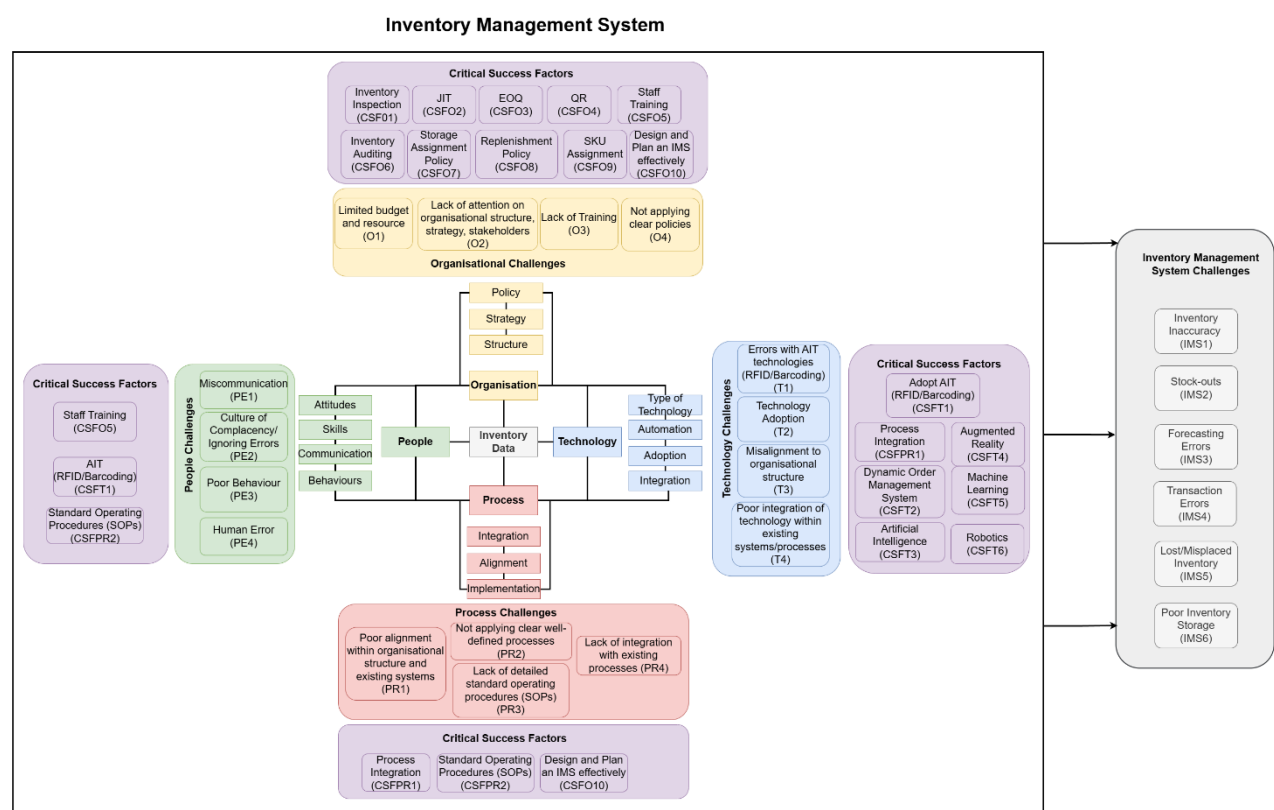 Inventory Management System
Critical Success Factors
Inventory
Inspection
(CSF01)
JIT
(CSFO2)
EOQ
(CSFO3)
QR
(CSFO4)
Staff
Training
(CSFO5)
Inventory
Auditing
(CSFO6)
Storage
Assignment
Policy
(CSFO7)
Replenishment
Policy
(CSFO8)
SKU
Assignment
(CSFO9)
Design and
Plan an IMS
effectively
(CSFO10)
Limited budget
and resource
(O1)
Lack of attention on
organisational structure,
strategy, stakeholders
(O2)
Lack of Training
(O3)
Not applying
clear policies
(O4)
Organisational Challenges
Policy
Strategy
Structure
Organisation
Critical Success Factors
Staff Training
(CSFO5)
AIT
(RFID/Barcoding)
(CSFT1)
Standard Operating
Procedures (SOPs)
(CSFPR2)
People Challenges
Miscommunication
(PE1)
Culture of
Complacency/
Ignoring Errors
(PE2)
Poor Behaviour
(PE3)
Human Error
(PE4)
Attitudes
Skills
Communication
Behaviours
People
Inventory
Data
Technology
Type of
Technology
Automation
Adoption
Integration
Technology Challenges
Errors with AIT
technologies
(RFID/Barcoding)
(T1)
Technology
Adoption
(T2)
Misalignment to
organisational
structure
(T3)
Poor integration of
technology within
existing
systems/processes
(T4)
Critical Success Factors
Adopt AIT
(RFID/Barcoding)
(CSFT1)
Process
Integration
(CSFPR1)
Augmented
Reality
(CSFT4)
Dynamic Order
Management
System
(CSFT2)
Machine
Learning
(CSFT5)
Artificial
Intelligence
(CSFT3)
Robotics
(CSFT6)
Process
Integration
Alignment
Implementation
Process Challenges
Poor alignment
within organisational
structure and
existing systems
(PR1)
Not applying clear well-
defined processes
(PR2)
Lack of detailed
standard operating
procedures (SOPs)
(PR3)
Lack of integration
with existing
processes (PR4)
Critical Success Factors
Process
Integration
(CSFPR1)
Standard Operating
Procedures (SOPs)
(CSFPR2)
Design and Plan
an IMS effectively
(CSFO10)
Inventory Management
System Challenges
Inventory
Inaccuracy
(IMS1)
Stock-outs
(IMS2)
Forecasting
Errors
(IMS3)
Transaction
Errors
(IMS4)
Lost/Misplaced
Inventory
(IMS5)
Poor Inventory
Storage
(IMS6)